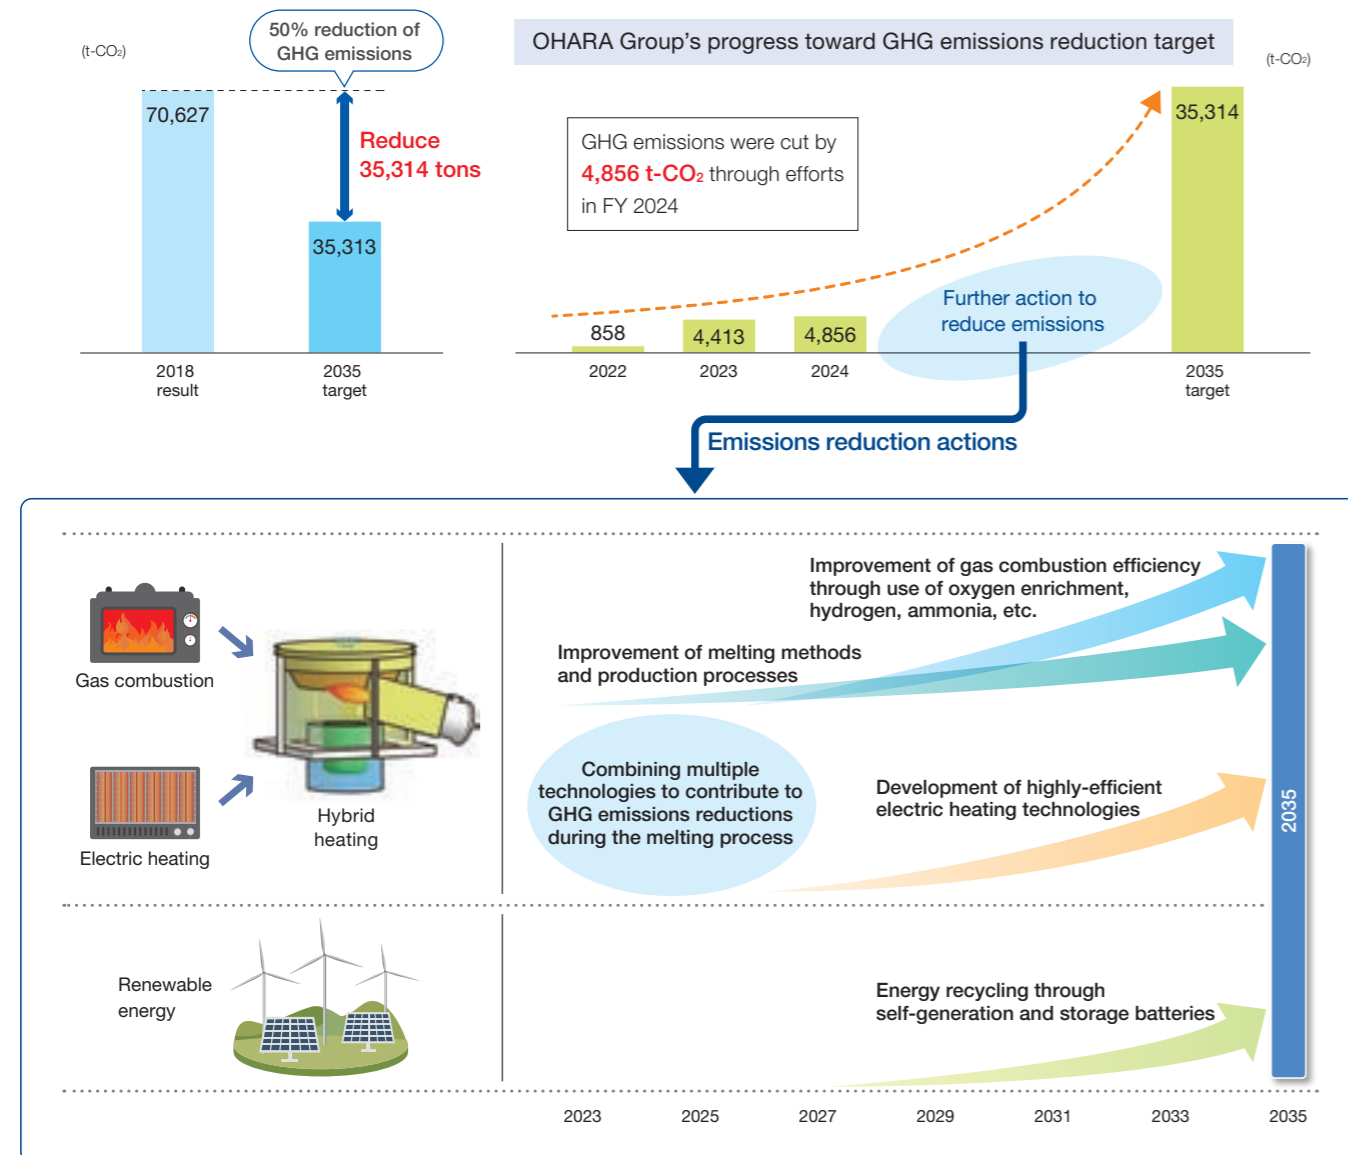 (t-CO₂)
50% reduction of
GHG emissions
70,627
Reduce
35,314 tons
35,313
2018
result
2035
target
OHARA Group's progress toward GHG emissions reduction target
(t-CO₂)
GHG emissions were cut by
4,856 t-CO₂ through efforts
in FY 2024
35,314
Further action to
reduce emissions
858
4,413
4,856
2022
2023
2024
2035
target
Emissions reduction actions
Gas combustion
Electric heating
Hybrid
heating
Improvement of gas combustion efficiency
through use of oxygen enrichment,
hydrogen, ammonia, etc.
Improvement of melting methods
and production processes
Combining multiple
technologies to contribute to
GHG emissions reductions
during the melting process
Development of highly-efficient
electric heating technologies
2035
Renewable
energy
Energy recycling through
self-generation and storage batteries
2023
2025
2027
2029
2031
2033
2035